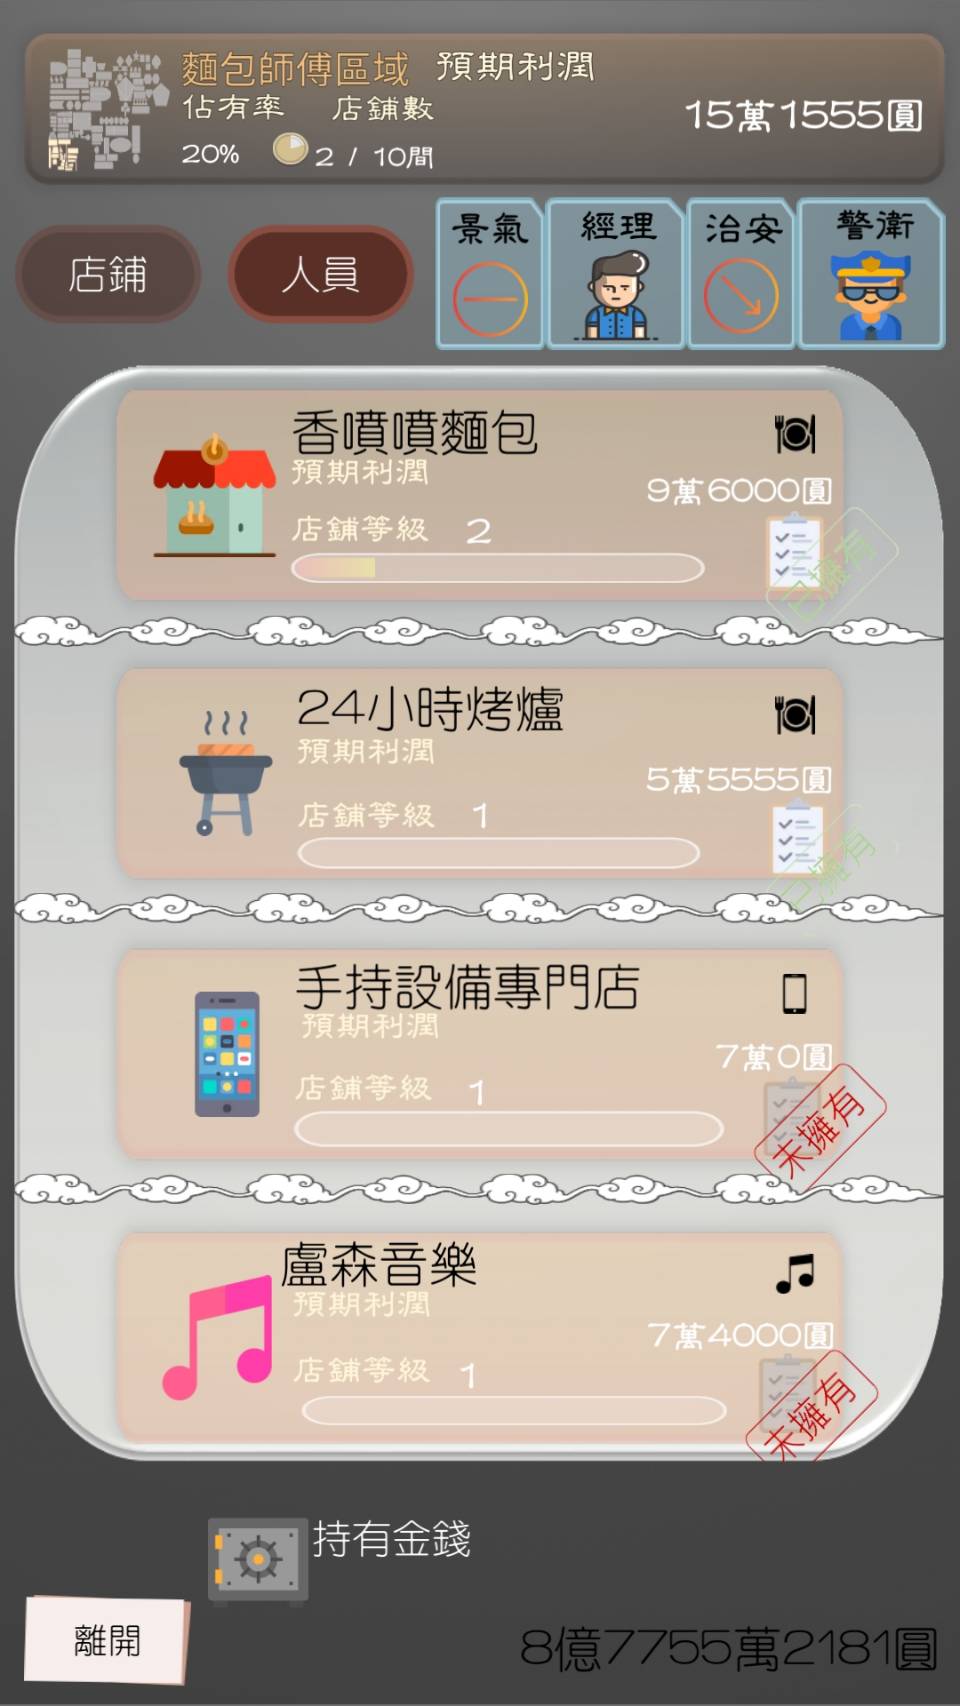 麵包師傅區域 預期利潤
佔有率 店鋪數
15萬1555圓
20% 2 / 10間
店鋪
人員
景氣
經理
治安
警衛
香噴噴麵包
預期利潤
9萬6000圓
店鋪等級 2
已擁有
24小時烤爐
預期利潤
5萬5555圓
店鋪等級 1
已擁有
手持設備專門店
預期利潤
7萬0圓
店鋪等級 1
未擁有
盧森音樂
預期利潤
7萬4000圓
店鋪等級 1
未擁有
持有金錢
離開
8億7755萬2181圓